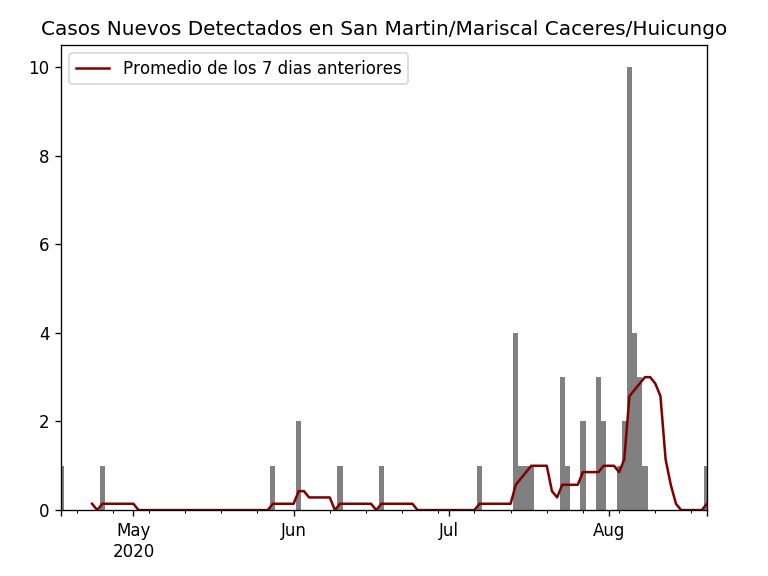 Casos Nuevos Detectados en San Martin/Mariscal Caceres/Huicungo
Promedio de los 7 dias anteriores
10
8
6
4
2
0
May
2020
Jun
Jul
Aug